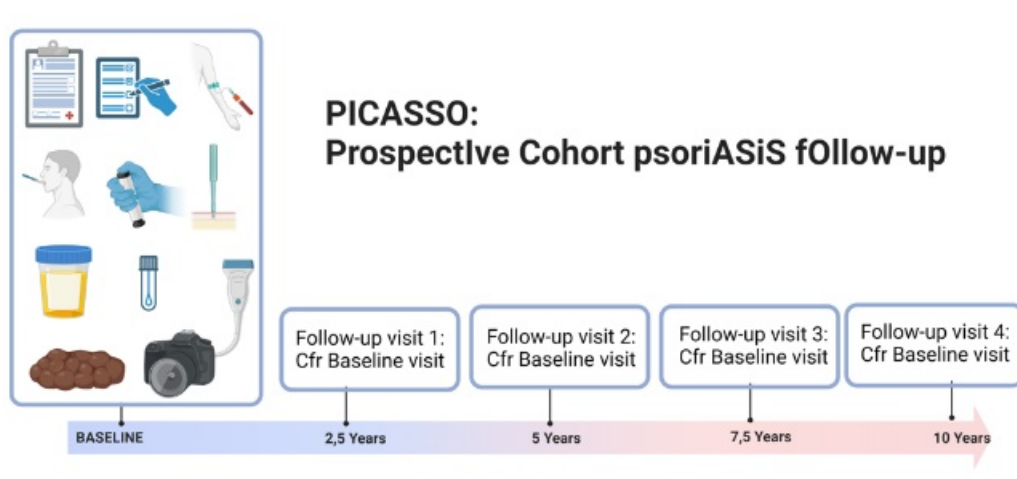 PICASSO:
ProspectIve Cohort psoriASiS fOllow-up
Follow-up visit 1:
Cfr Baseline visit
Follow-up visit 2:
Cfr Baseline visit
Follow-up visit 3:
Cfr Baseline visit
Follow-up visit 4:
Cfr Baseline visit
BASELINE
2,5 Years
5 Years
7,5 Years
10 Years